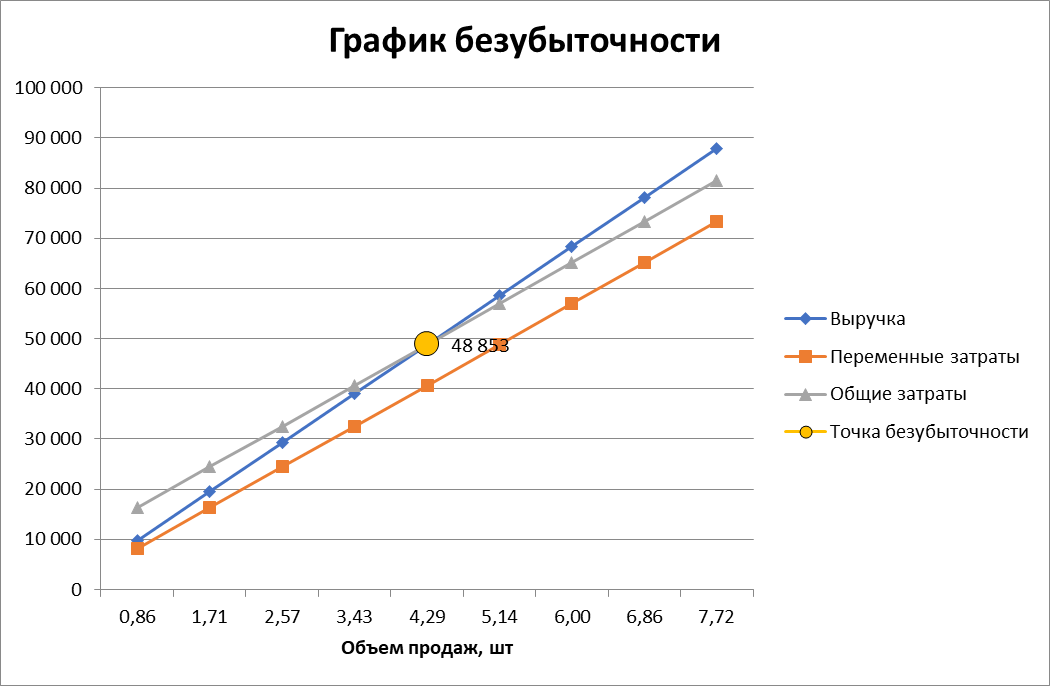 График безубыточности
100 000
90 000
80 000
70 000
60 000
50 000
40 000
30 000
20 000
10 000
0
48 853
0,86 1,71 2,57 3,43 4,29 5,14 6,00 6,86 7,72
Объем продаж, шт
Выручка
Переменные затраты
Общие затраты
Точка безубыточности